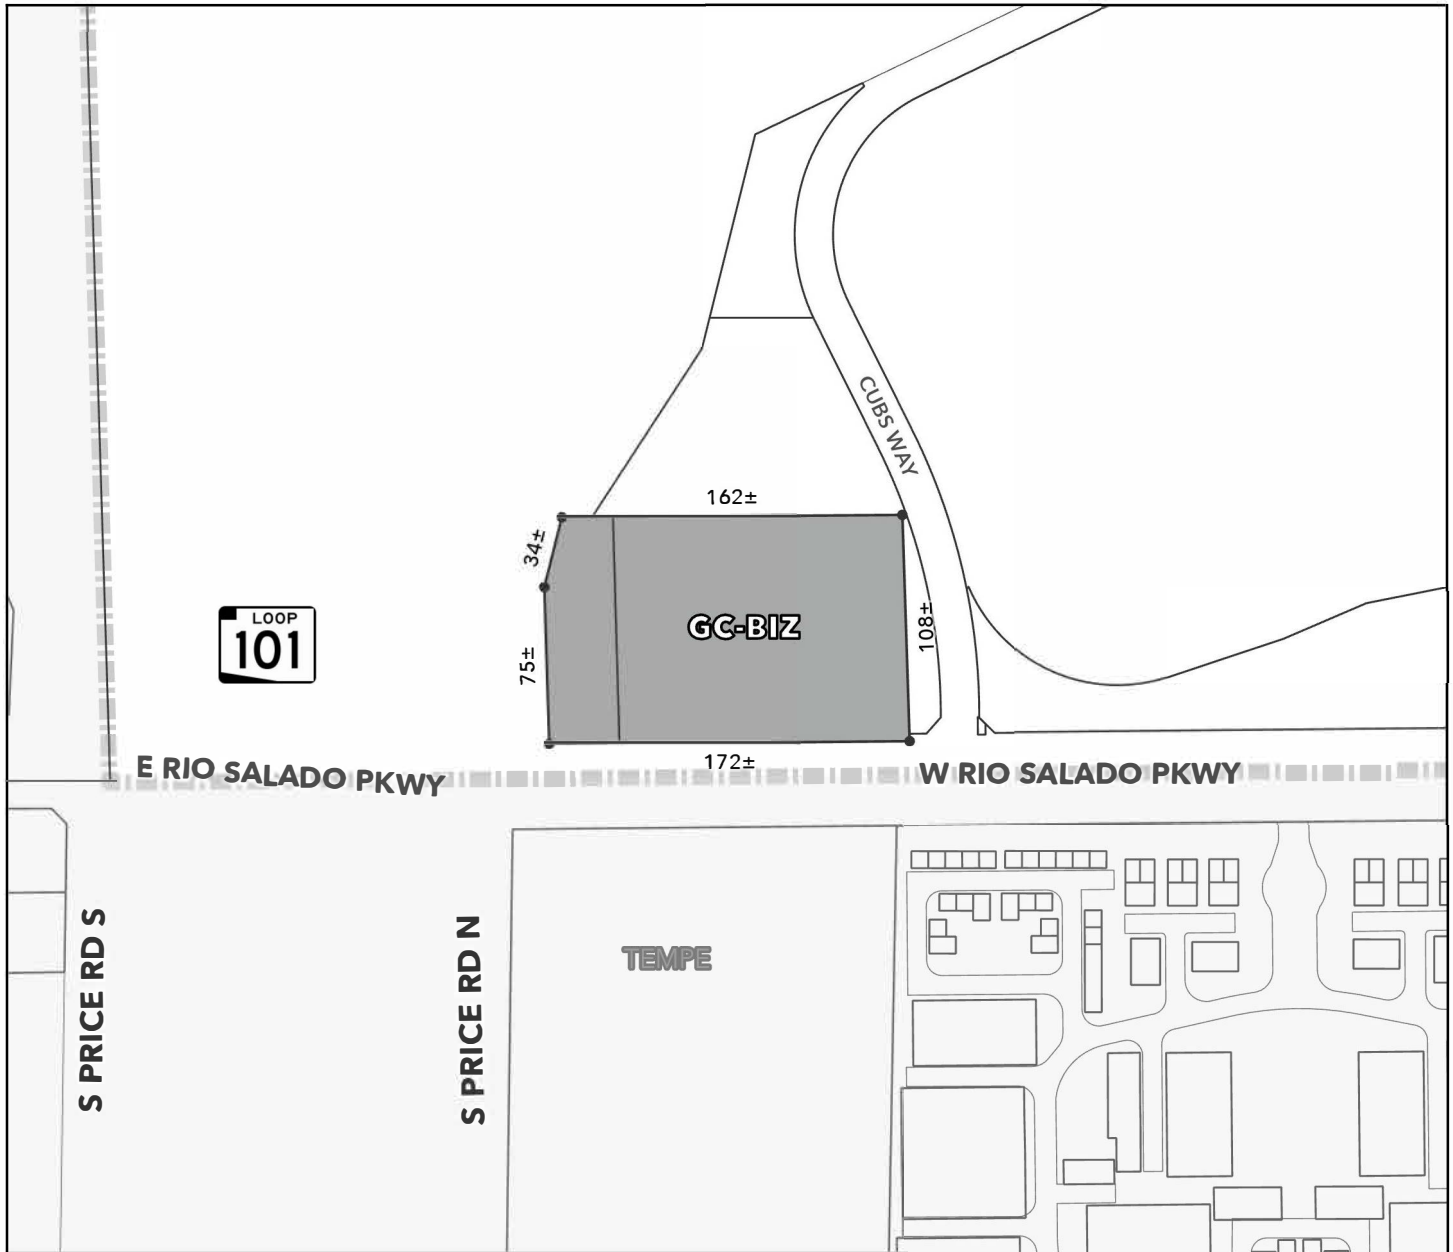 CUBS WAY
162±
34±
LOOP
101
GC-BIZ
108±
75±
172±
E RIO SALADO PKWY
W RIO SALADO PKWY
S PRICE RD S
S PRICE RD N
TEMPE